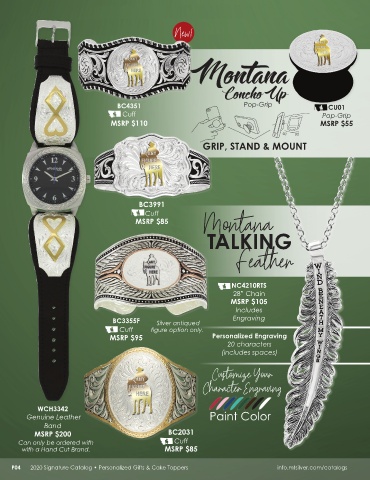 New!
BC4351
Cuff
MSRP $110
Montana
Concho Up
Pop-Grip
CU01
Pop-Grip
MSRP $55
GRIP, STAND & MOUNT
BC3991
Cuff
MSRP $85
Montana
TALKING
Feather
NC4210RTS
28" Chain
MSRP $105
Includes
Engraving
WIND BENEATH MY WINGS
BC3355F
Cuff
MSRP $95
Silver antiqued
figure option only.
Personalized Engraving
20 characters
(includes spaces)
Customize Your
Character Engraving
Paint Color
WCH3342
Genuine Leather
Band
MSRP $200
Can only be ordered with
with a Hand Cut Brand.
BC2031
Cuff
MSRP $85
P04 2020 Signature Catalog • Personalized Gifts & Cake Toppers
info.mtsilver.com/catalogs